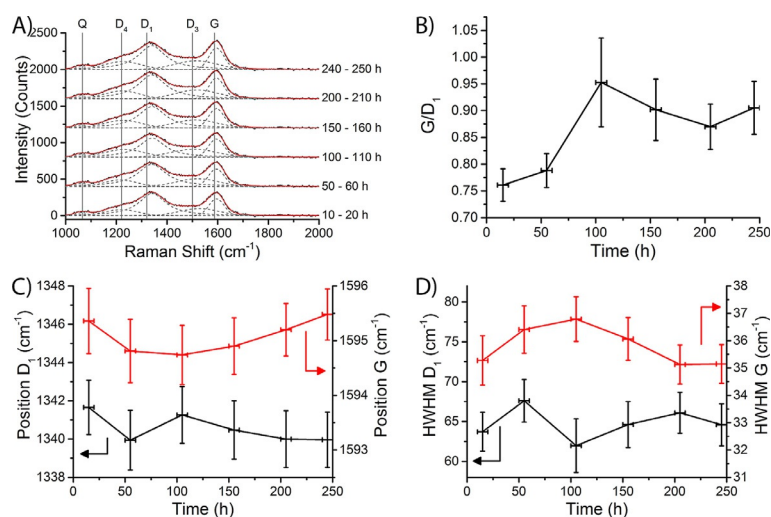 A)
Q D4 D1 D3 G
2500
2000
1500
1000
500
0
Intensity (Counts)
240 - 250 h
200 - 210 h
150 - 160 h
100 - 110 h
50 - 60 h
10 - 20 h
1000 1200 1400 1600 1800 2000
Raman Shift (cm-1)
B)
1.05
1.00
0.95
0.90
0.85
0.80
0.75
0.70
G/D1
0 50 100 150 200 250
Time (h)
C)
1348
1346
1344
1342
1340
1338
Position D1 (cm-1)
1596
1595
1594
1593
Position G (cm-1)
0 50 100 150 200 250
Time (h)
D)
80
75
70
65
60
HWHM D1 (cm-1)
38
37
36
35
34
33
32
31
HWHM G (cm-1)
0 50 100 150 200 250
Time (h)